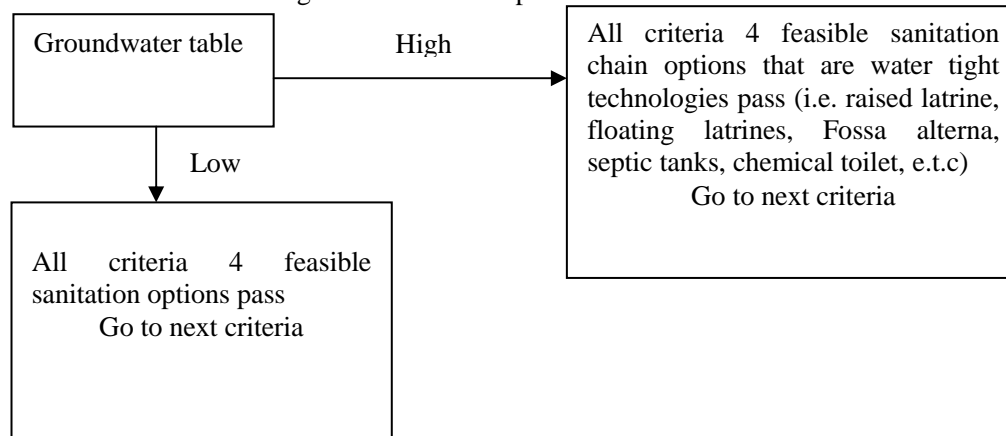 Groundwater table
High
All criteria 4 feasible sanitation
chain options that are water tight
technologies pass (i.e. raised latrine,
floating latrines, Fossa alterna,
septic tanks, chemical toilet, e.t.c)
Go to next criteria
Low
All criteria 4 feasible
sanitation options pass
Go to next criteria